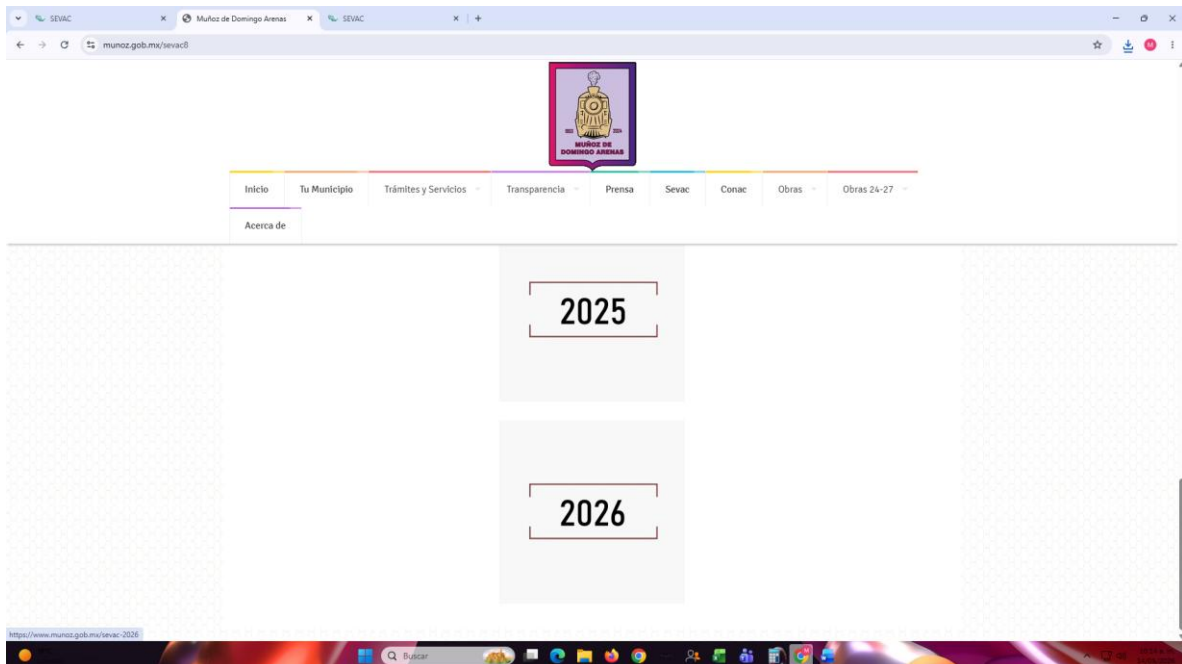 SEVAC
Muñoz de Domingo Arenas
SEVAC
munoz.gob.mx/sevac8
M
MUÑOZ DE
DOMINGO ARENAS
Inicio Tu Municipio Trámites y Servicios Transparencia Prensa Sevac Conac Obras Obras 24-27
Acerca de
2025
2026
https://www.munoz.gob.mx/sevac-2026
Buscar